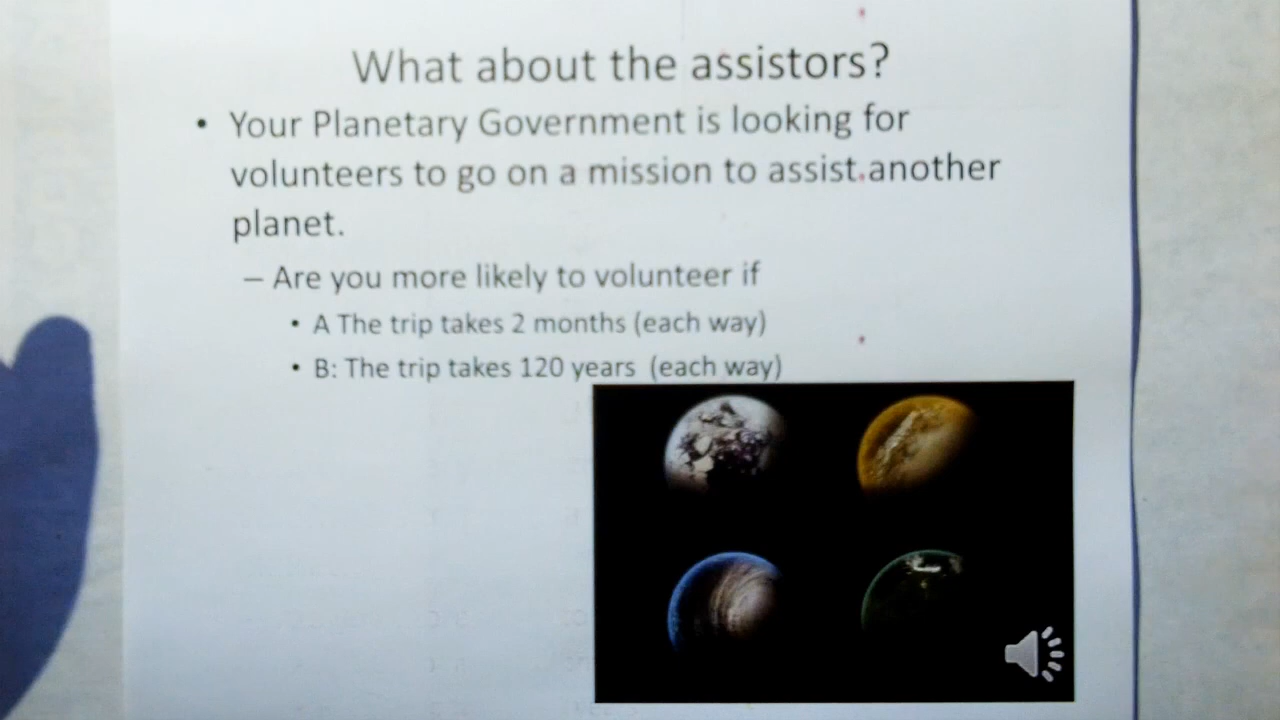 What about the assistors?
• Your Planetary Government is looking for
volunteers to go on a mission to assist another
planet.
– Are you more likely to volunteer if
• A The trip takes 2 months (each way)
• B: The trip takes 120 years (each way)